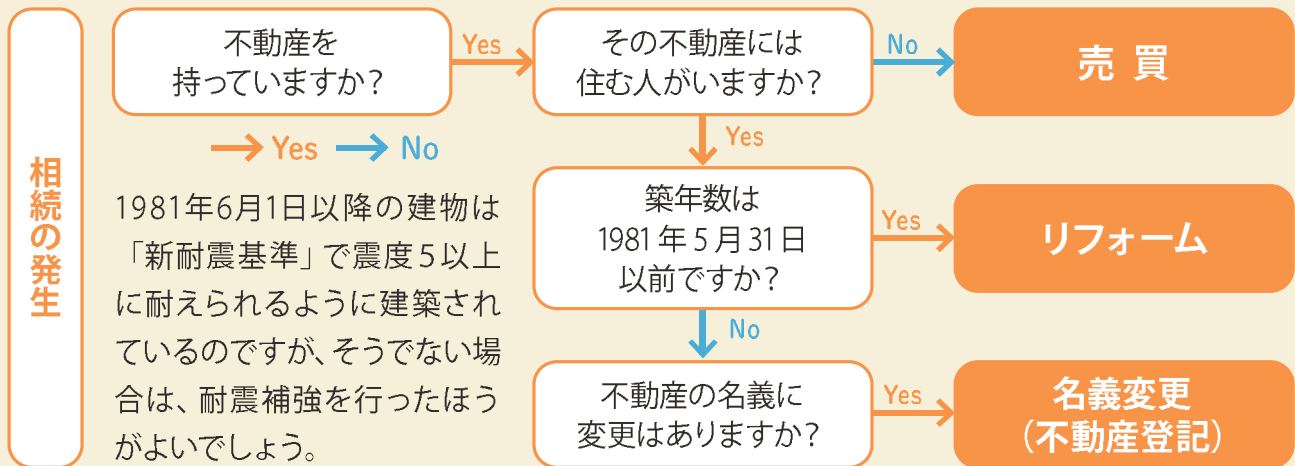 相続の発生
不動産を
持っていますか?
Yes
その不動産には
住む人がいますか?
No
売 買
Yes
Yes
No
1981年6月1日以降の建物は
「新耐震基準」で震度5以上
に耐えられるように建築され
ているのですが、そうでない場
合は、耐震補強を行ったほう
がよいでしょう。
築年数は
1981年5月31日
以前ですか?
Yes
リフォーム
No
不動産の名義に
変更はありますか?
Yes
名義変更
(不動産登記)